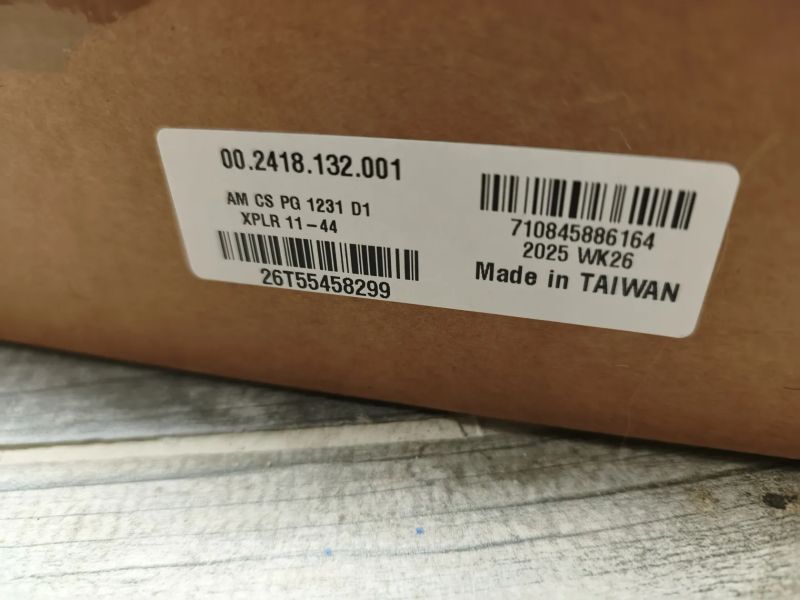 00.2418.132.001
AM CS PG 1231 D1
XPLR 11-44
26T55458299
710845886164
2025 WK26
Made in TAIWAN